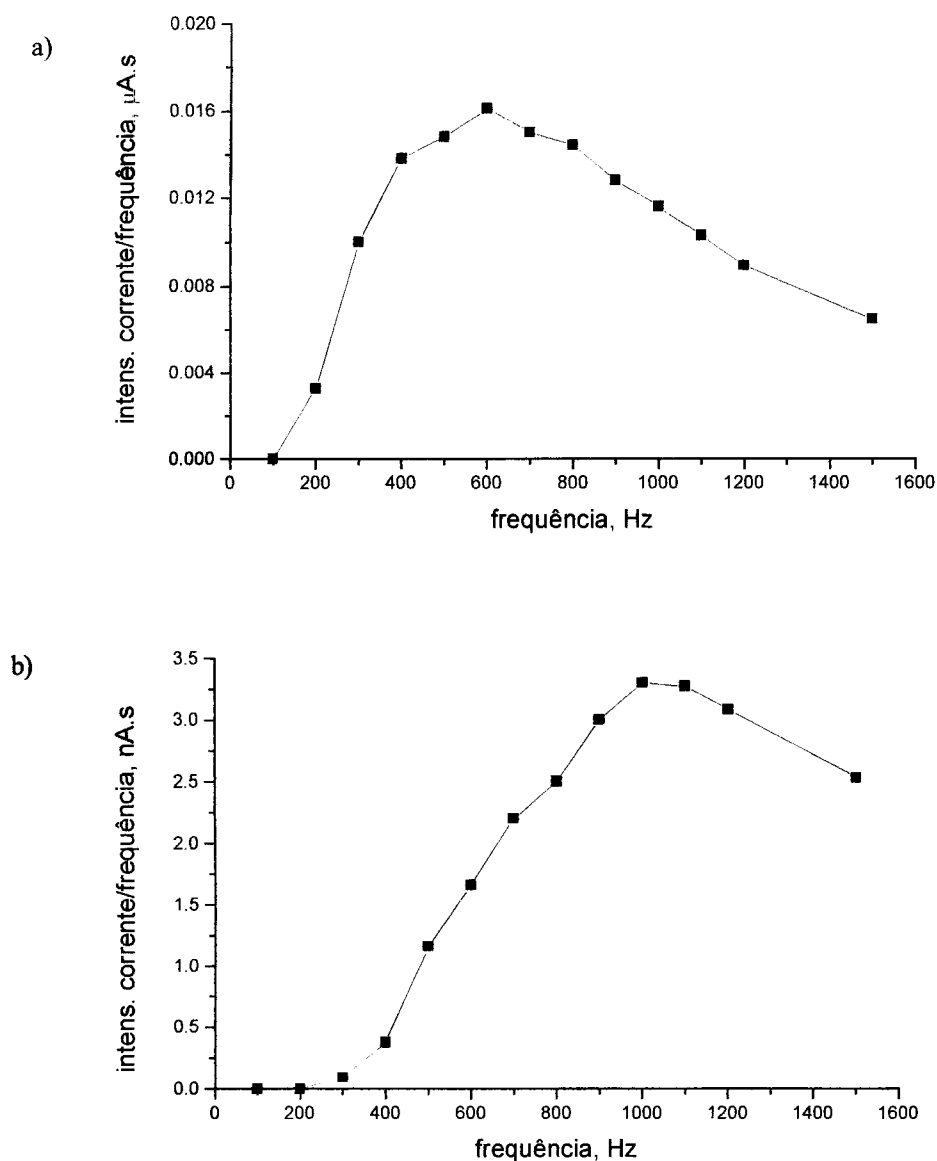 a)
intens. corrente/frequência, μA.s
0.020
0.016
0.012
0.008
0.004
0.000
0 200 400 600 800 1000 1200 1400 1600
frequência, Hz
b)
intens. corrente/frequência, nA.s
3.5
3.0
2.5
2.0
1.5
1.0
0.5
0.0
0 200 400 600 800 1000 1200 1400 1600
frequência, Hz